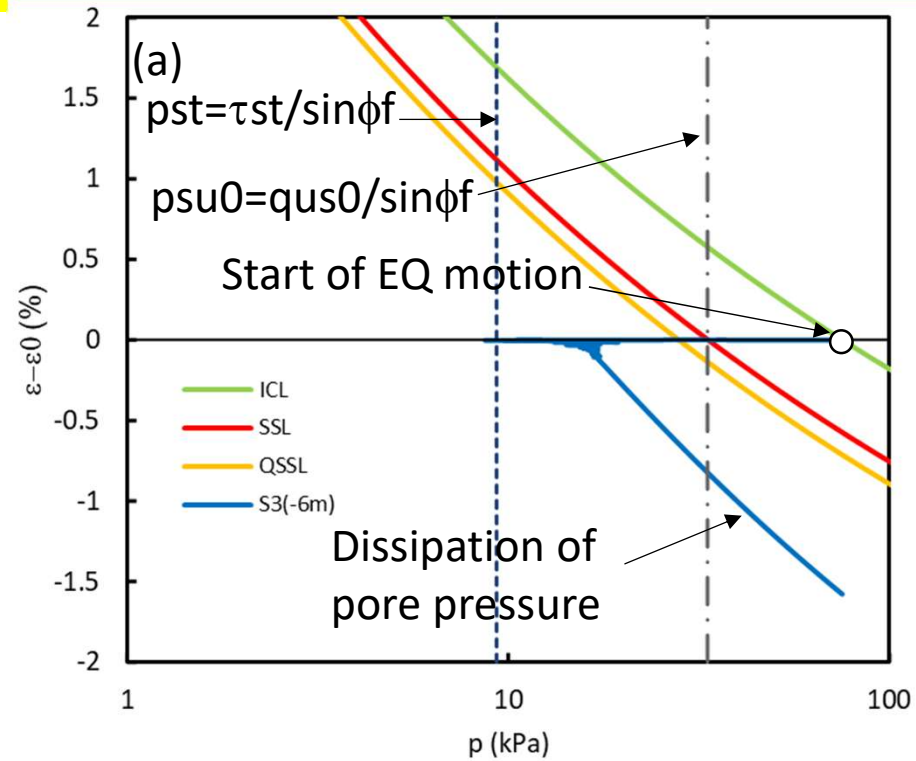 (a)
pst=τst/sinϕf
psu0=qus0/sinϕf
Start of EQ motion
ICL
SSL
QSSL
S3(-6m)
Dissipation of
pore pressure
ε−ε0 (%)
2
1.5
1
0.5
0
-0.5
-1
-1.5
-2
1
10
100
p (kPa)